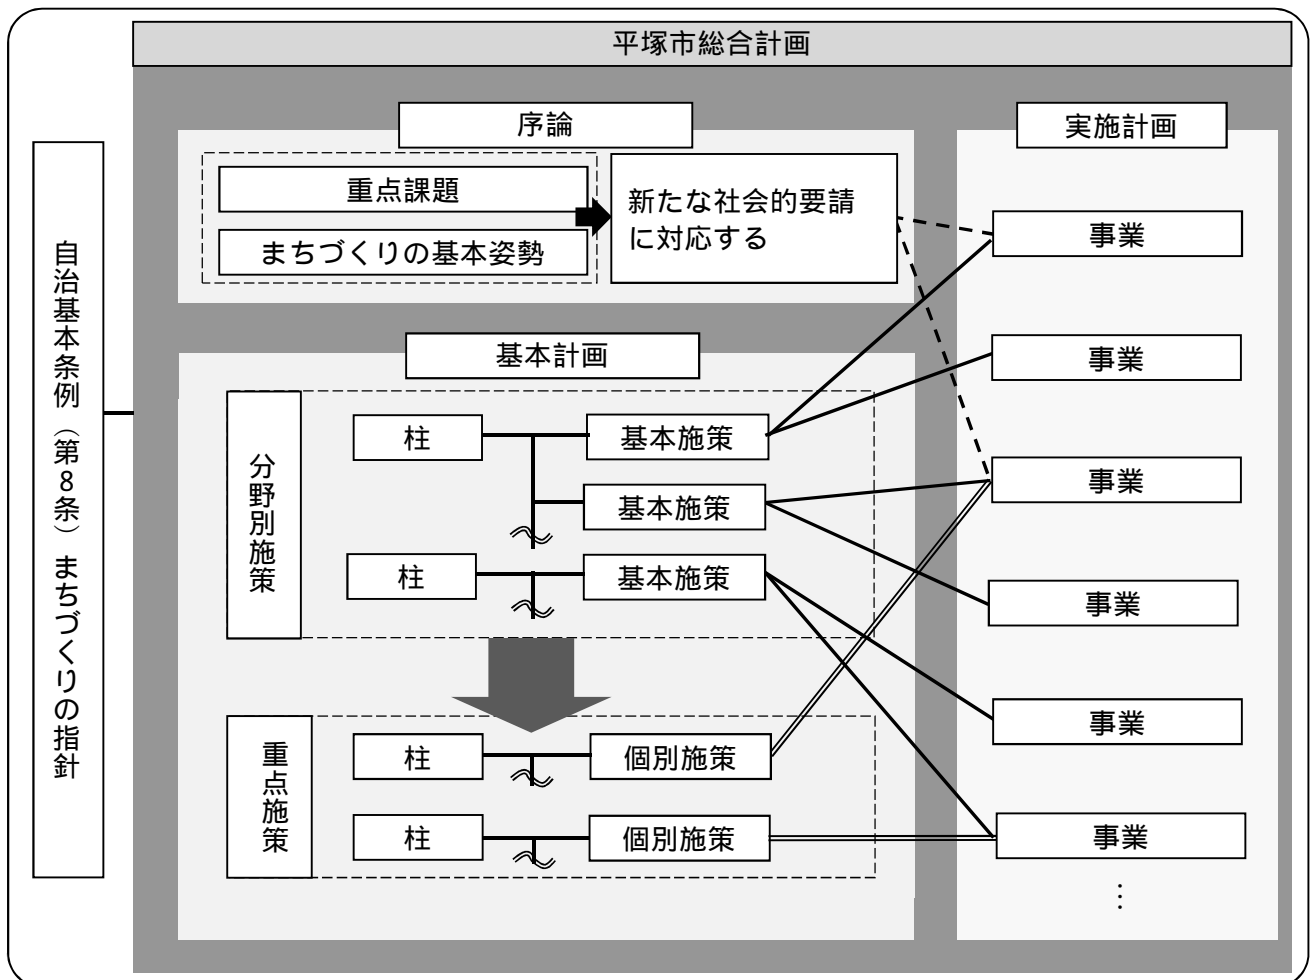 平塚市総合計画
自治基本条例（第8条）まちづくりの指針
序論
重点課題
まちづくりの基本姿勢
新たな社会的要請
に対応する
基本計画
分野別施策
柱
基本施策
基本施策
柱
基本施策
重点施策
柱
個別施策
柱
個別施策
実施計画
事業
事業
事業
事業
事業
事業
⋮